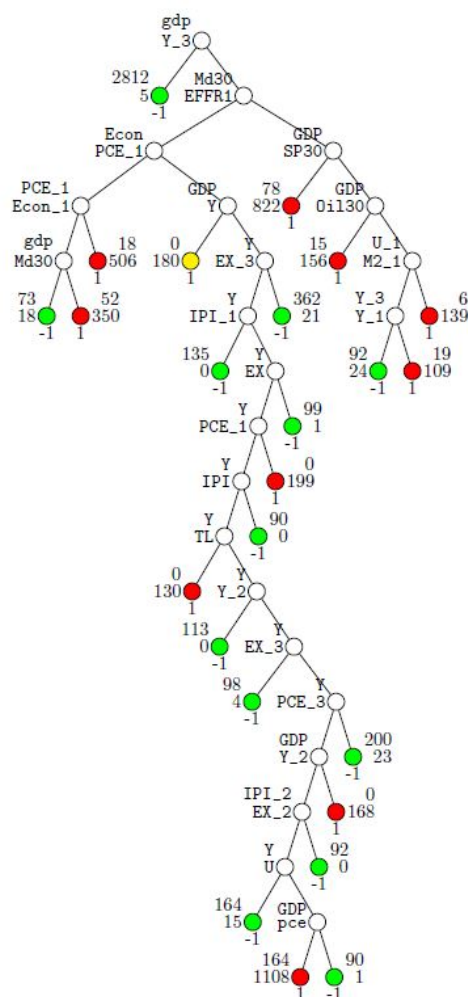 gdp
Y_3
2812
5
-1
Md30
EFFR1
Econ
PCE_1
GDP
SP30
PCE_1
Econ_1
GDP
Y
78
822
1
GDP
Oil30
gdp
Md30
18
506
1
0
180
1
Y
EX_3
15
156
1
U_1
M2_1
73
18
-1
52
350
1
Y
IPI_1
362
21
-1
Y_3
Y_1
6
139
1
135
0
-1
Y
EX
92
24
-1
19
109
1
Y
PCE_1
99
1
-1
Y
IPI
0
199
1
Y
TL
90
0
-1
0
130
1
Y
Y_2
113
0
-1
Y
EX_3
98
4
-1
Y
PCE_3
GDP
Y_2
200
23
-1
IPI_2
EX_2
0
168
1
Y
U
92
0
-1
164
15
-1
GDP
pce
164
1108
1
90
1
-1